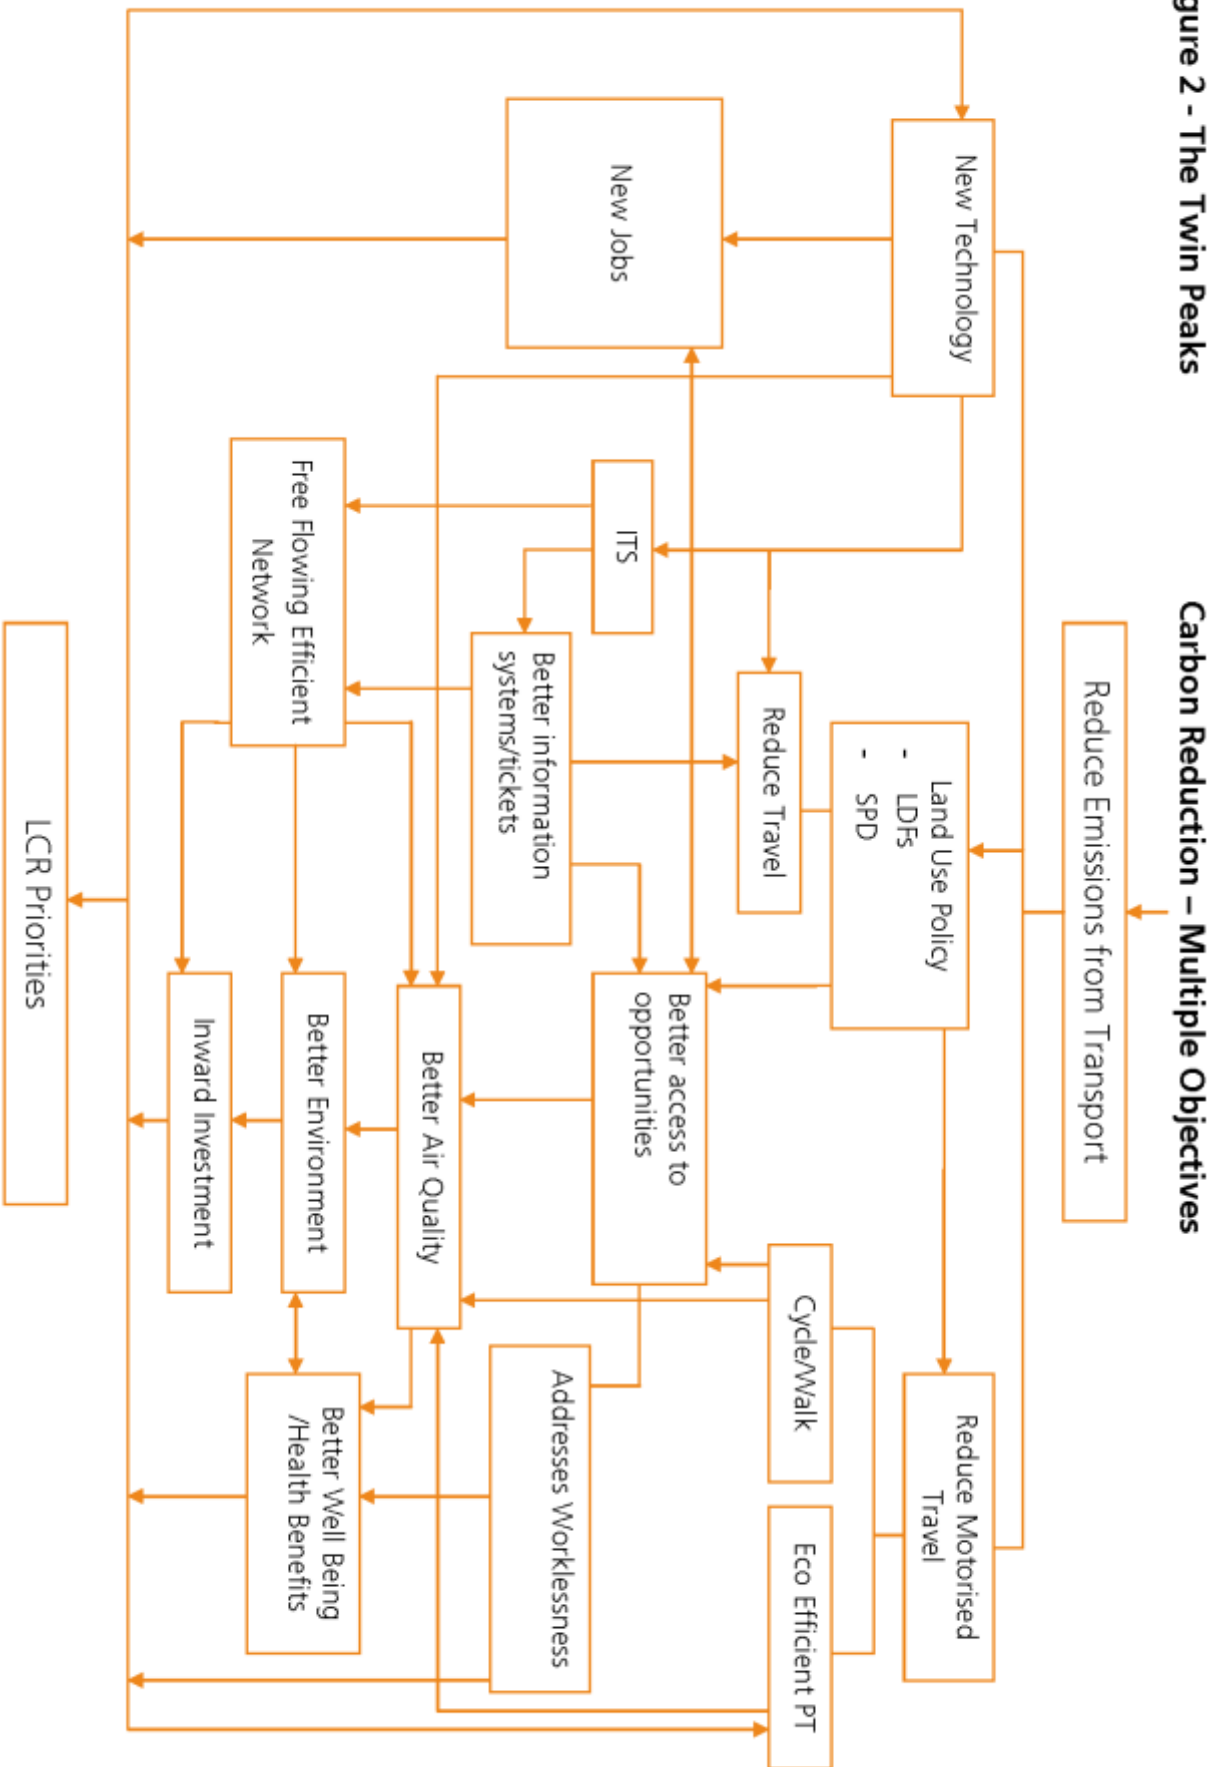 gure 2 - The Twin Peaks
Carbon Reduction – Multiple Objectives
Reduce Emissions from Transport
New Technology
Land Use Policy
- LDFs
- SPD
Reduce Motorised
Travel
Reduce Travel
Cycle/Walk
Eco Efficient PT
New Jobs
ITS
Better information
systems/tickets
Better access to
opportunities
Addresses Worklessness
Better Air Quality
Free Flowing Efficient
Network
Better Environment
Better Well Being
/Health Benefits
Inward Investment
LCR Priorities